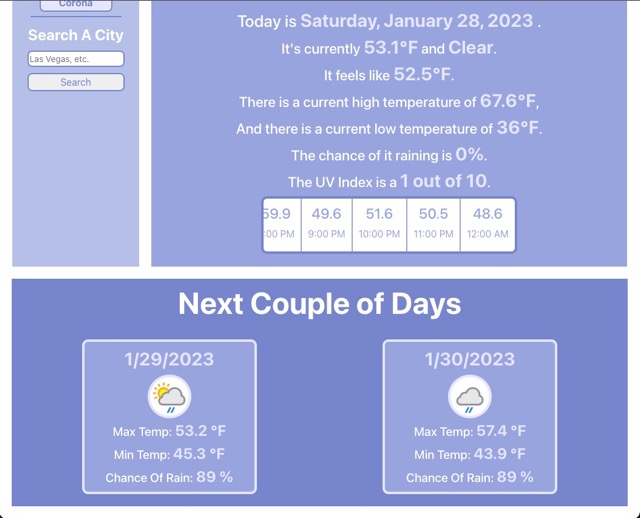 Corona
Search A City
Las Vegas, etc.
Search
Today is Saturday, January 28, 2023 .
It's currently 53.1°F and Clear.
It feels like 52.5°F.
There is a current high temperature of 67.6°F,
And there is a current low temperature of 36°F.
The chance of it raining is 0%.
The UV Index is a 1 out of 10.
59.9 49.6 51.6 50.5 48.6
:00 PM 9:00 PM 10:00 PM 11:00 PM 12:00 AM
Next Couple of Days
1/29/2023
Max Temp: 53.2 °F
Min Temp: 45.3 °F
Chance Of Rain: 89 %
1/30/2023
Max Temp: 57.4 °F
Min Temp: 43.9 °F
Chance Of Rain: 89 %